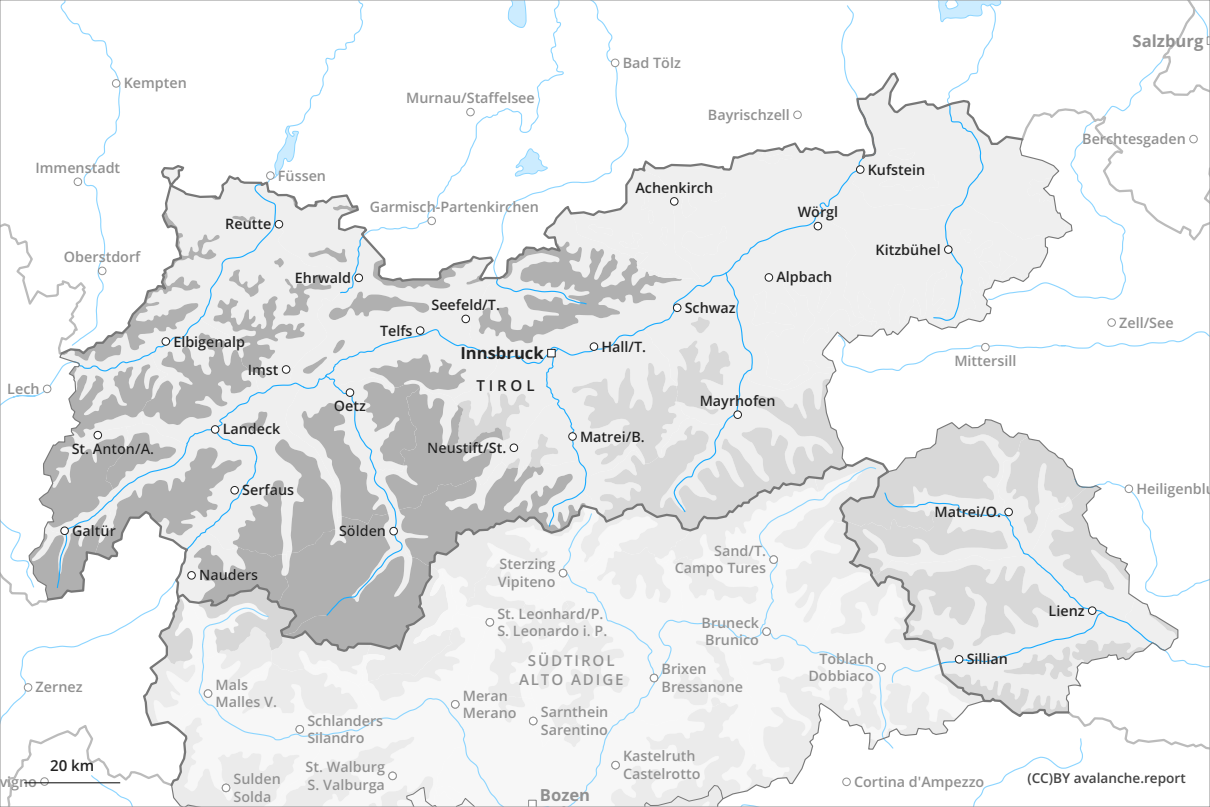 Salzburg
Bad Tölz
Kempten
Murnau/Staffelsee
Bayrischzell
Berchtesgaden
Immenstadt
Füssen
Kufstein
Achenkirch
Garmisch-Partenkirchen
Wörgl
Reutte
Kitzbühel
Oberstdorf
Ehrwald
Alpbach
Seefeld/T.
Schwaz
Zell/See
Telfs
Elbigenalp
Hall/T.
Innsbruck
Mittersill
Imst
TIROL
Lech
Oetz
Mayrhofen
Landeck
Matrei/B.
St. Anton/A.
Neustift/St.
Serfaus
Heiligenblu
Matrei/O.
Galtür
Sölden
Sand/T.
Campo Tures
Sterzing
Vipiteno
Nauders
Lienz
St. Leonhard/P.
S. Leonardo i. P.
Bruneck
Brunico
SÜDTIROL
ALTO ADIGE
Toblach
Dobbiaco
Sillian
Brixen
Bressanone
Zernez
Mals
Malles V.
Meran
Merano
Sarnthein
Sarentino
Schlanders
Silandro
Kastelruth
Castelrotto
St. Walburg
S. Valburga
20 km
vigno
Sulden
Solda
Cortina d'Ampezzo
(CC)BY avalanche.report
Bozen